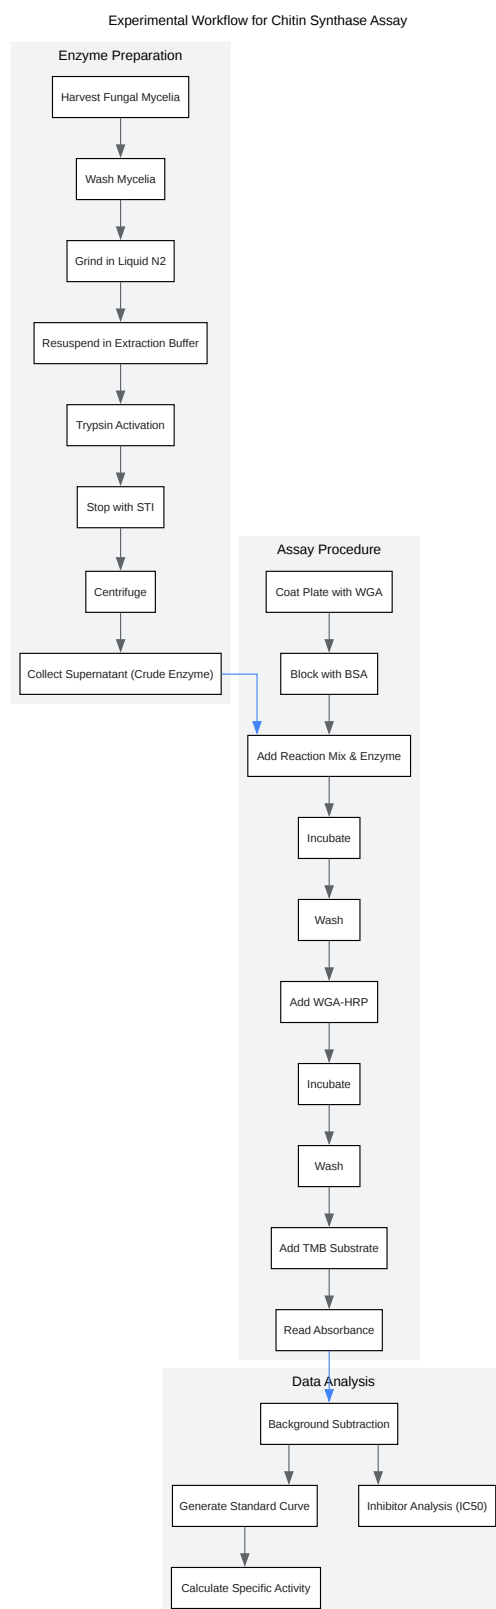 Experimental Workflow for Chitin Synthase Assay
Enzyme Preparation
Harvest Fungal Mycelia
Wash Mycelia
Grind in Liquid N2
Resuspend in Extraction Buffer
Trypsin Activation
Stop with STI
Centrifuge
Collect Supernatant (Crude Enzyme)
Assay Procedure
Coat Plate with WGA
Block with BSA
Add Reaction Mix & Enzyme
Incubate
Wash
Add WGA-HRP
Incubate
Wash
Add TMB Substrate
Read Absorbance
Data Analysis
Background Subtraction
Generate Standard Curve
Inhibitor Analysis (IC50)
Calculate Specific Activity